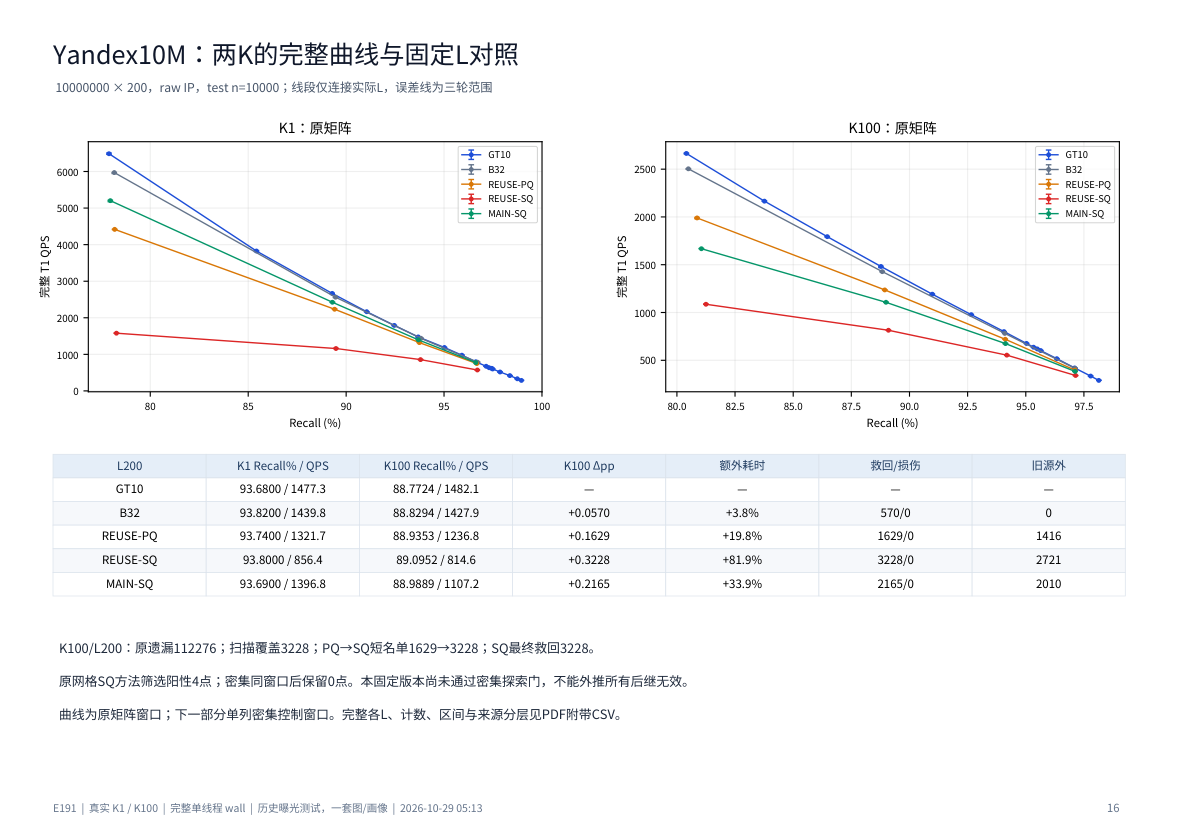 Yandex10M：两K的完整曲线与固定L对照
10000000 × 200，raw IP，test n=10000；线段仅连接实际L，误差线为三轮范围
K1：原矩阵
完整 T1 QPS
6000
5000
4000
3000
2000
1000
0
80
85
90
95
100
Recall (%)
GT10
B32
REUSE-PQ
REUSE-SQ
MAIN-SQ
K100：原矩阵
完整 T1 QPS
2500
2000
1500
1000
500
80.0
82.5
85.0
87.5
90.0
92.5
95.0
97.5
Recall (%)
GT10
B32
REUSE-PQ
REUSE-SQ
MAIN-SQ
L200 K1 Recall% / QPS K100 Recall% / QPS K100 Δpp 额外耗时 救回/损伤 旧源外
GT10 93.6800 / 1477.3 88.7724 / 1482.1 — — — —
B32 93.8200 / 1439.8 88.8294 / 1427.9 +0.0570 +3.8% 570/0 0
REUSE-PQ 93.7400 / 1321.7 88.9353 / 1236.8 +0.1629 +19.8% 1629/0 1416
REUSE-SQ 93.8000 / 856.4 89.0952 / 814.6 +0.3228 +81.9% 3228/0 2721
MAIN-SQ 93.6900 / 1396.8 88.9889 / 1107.2 +0.2165 +33.9% 2165/0 2010
K100/L200：原遗漏112276；扫描覆盖3228；PQ→SQ短名单1629→3228；SQ最终救回3228。
原网格SQ方法筛选阳性4点；密集同窗口后保留0点。本固定版本尚未通过密集探索门，不能外推所有后继无效。
曲线为原矩阵窗口；下一部分单列密集控制窗口。完整各L、计数、区间与来源分层见PDF附带CSV。
E191 | 真实 K1 / K100 | 完整单线程 wall | 历史曝光测试，一套图/画像 | 2026-10-29 05:13
16